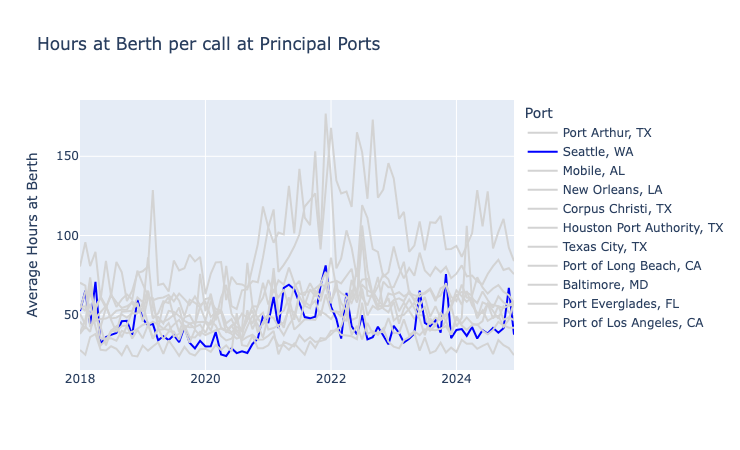 Hours at Berth per call at Principal Ports
Average Hours at Berth
150
100
50
2018
2020
2022
2024
Port
Port Arthur, TX
Seattle, WA
Mobile, AL
New Orleans, LA
Corpus Christi, TX
Houston Port Authority, TX
Texas City, TX
Port of Long Beach, CA
Baltimore, MD
Port Everglades, FL
Port of Los Angeles, CA